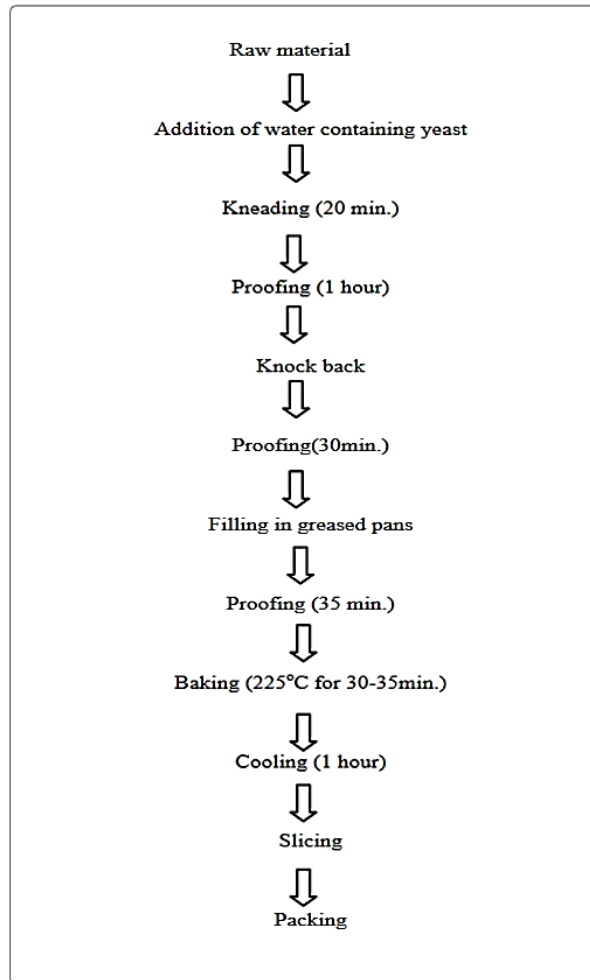 Raw material
Addition of water containing yeast
Kneading (20 min.)
Proofing (1 hour)
Knock back
Proofing(30min.)
Filling in greased pans
Proofing (35 min.)
Baking (225°C for 30-35min.)
Cooling (1 hour)
Slicing
Packing